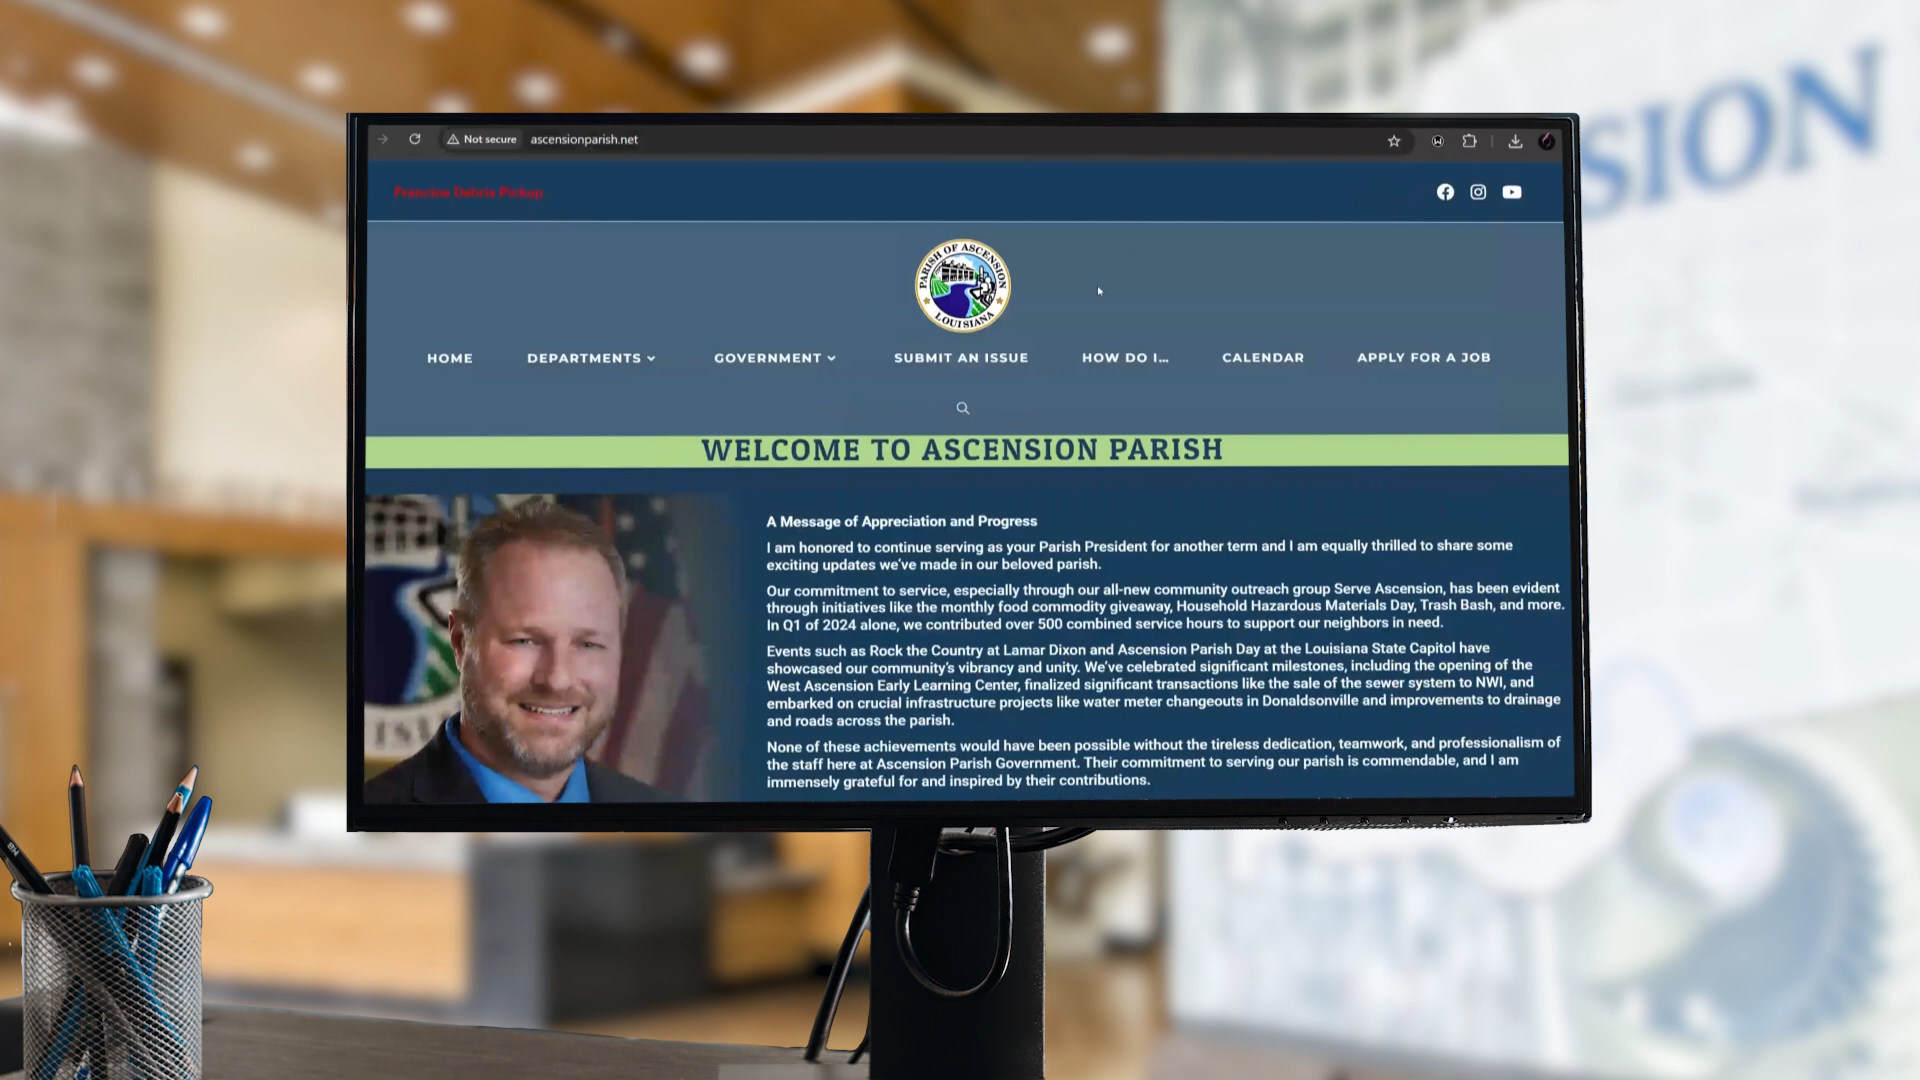 SION
Not secure ascensionparish.net
Francine Debris Pickup
PARISH OF ASCENSION
LOUISIANA
HOME DEPARTMENTS GOVERNMENT SUBMIT AN ISSUE HOW DO I... CALENDAR APPLY FOR A JOB
WELCOME TO ASCENSION PARISH
A Message of Appreciation and Progress
I am honored to continue serving as your Parish President for another term and I am equally thrilled to share some
exciting updates we've made in our beloved parish.
Our commitment to service, especially through our all-new community outreach group Serve Ascension, has been evident
through initiatives like the monthly food commodity giveaway, Household Hazardous Materials Day, Trash Bash, and more.
In Q1 of 2024 alone, we contributed over 500 combined service hours to support our neighbors in need.
Events such as Rock the Country at Lamar Dixon and Ascension Parish Day at the Louisiana State Capitol have
showcased our community's vibrancy and unity. We've celebrated significant milestones, including the opening of the
West Ascension Early Learning Center, finalized significant transactions like the sale of the sewer system to NWI, and
embarked on crucial infrastructure projects like water meter changeouts in Donaldsonville and improvements to drainage
and roads across the parish.
None of these achievements would have been possible without the tireless dedication, teamwork, and professionalism of
the staff here at Ascension Parish Government. Their commitment to serving our parish is commendable, and I am
immensely grateful for and inspired by their contributions.